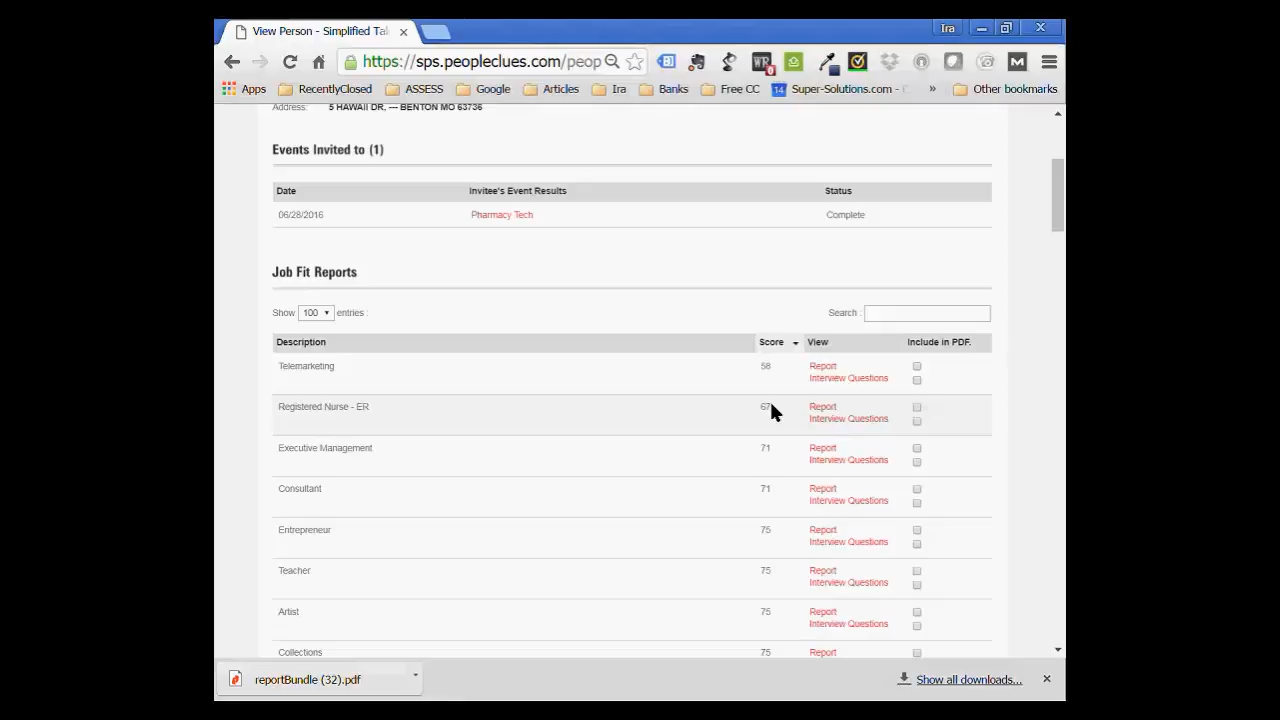 View Person - Simplified Ta
Ira
https://sps.peopleclues.com/peop
Apps RecentlyClosed ASSESS Google Articles Ira Banks Free CC 14 Super-Solutions.com - » Other bookmarks
Address: 5 HAWAII DR, --- BENTON MO 63736
Events Invited to (1)
Date Invitee's Event Results Status
06/28/2016 Pharmacy Tech Complete
Job Fit Reports
Show 100 entries : Search :
Description Score View Include in PDF.
Telemarketing 58 Report
Interview Questions
Registered Nurse - ER 67 Report
Interview Questions
Executive Management 71 Report
Interview Questions
Consultant 71 Report
Interview Questions
Entrepreneur 75 Report
Interview Questions
Teacher 75 Report
Interview Questions
Artist 75 Report
Interview Questions
Collections 75 Report
reportBundle (32).pdf Show all downloads...